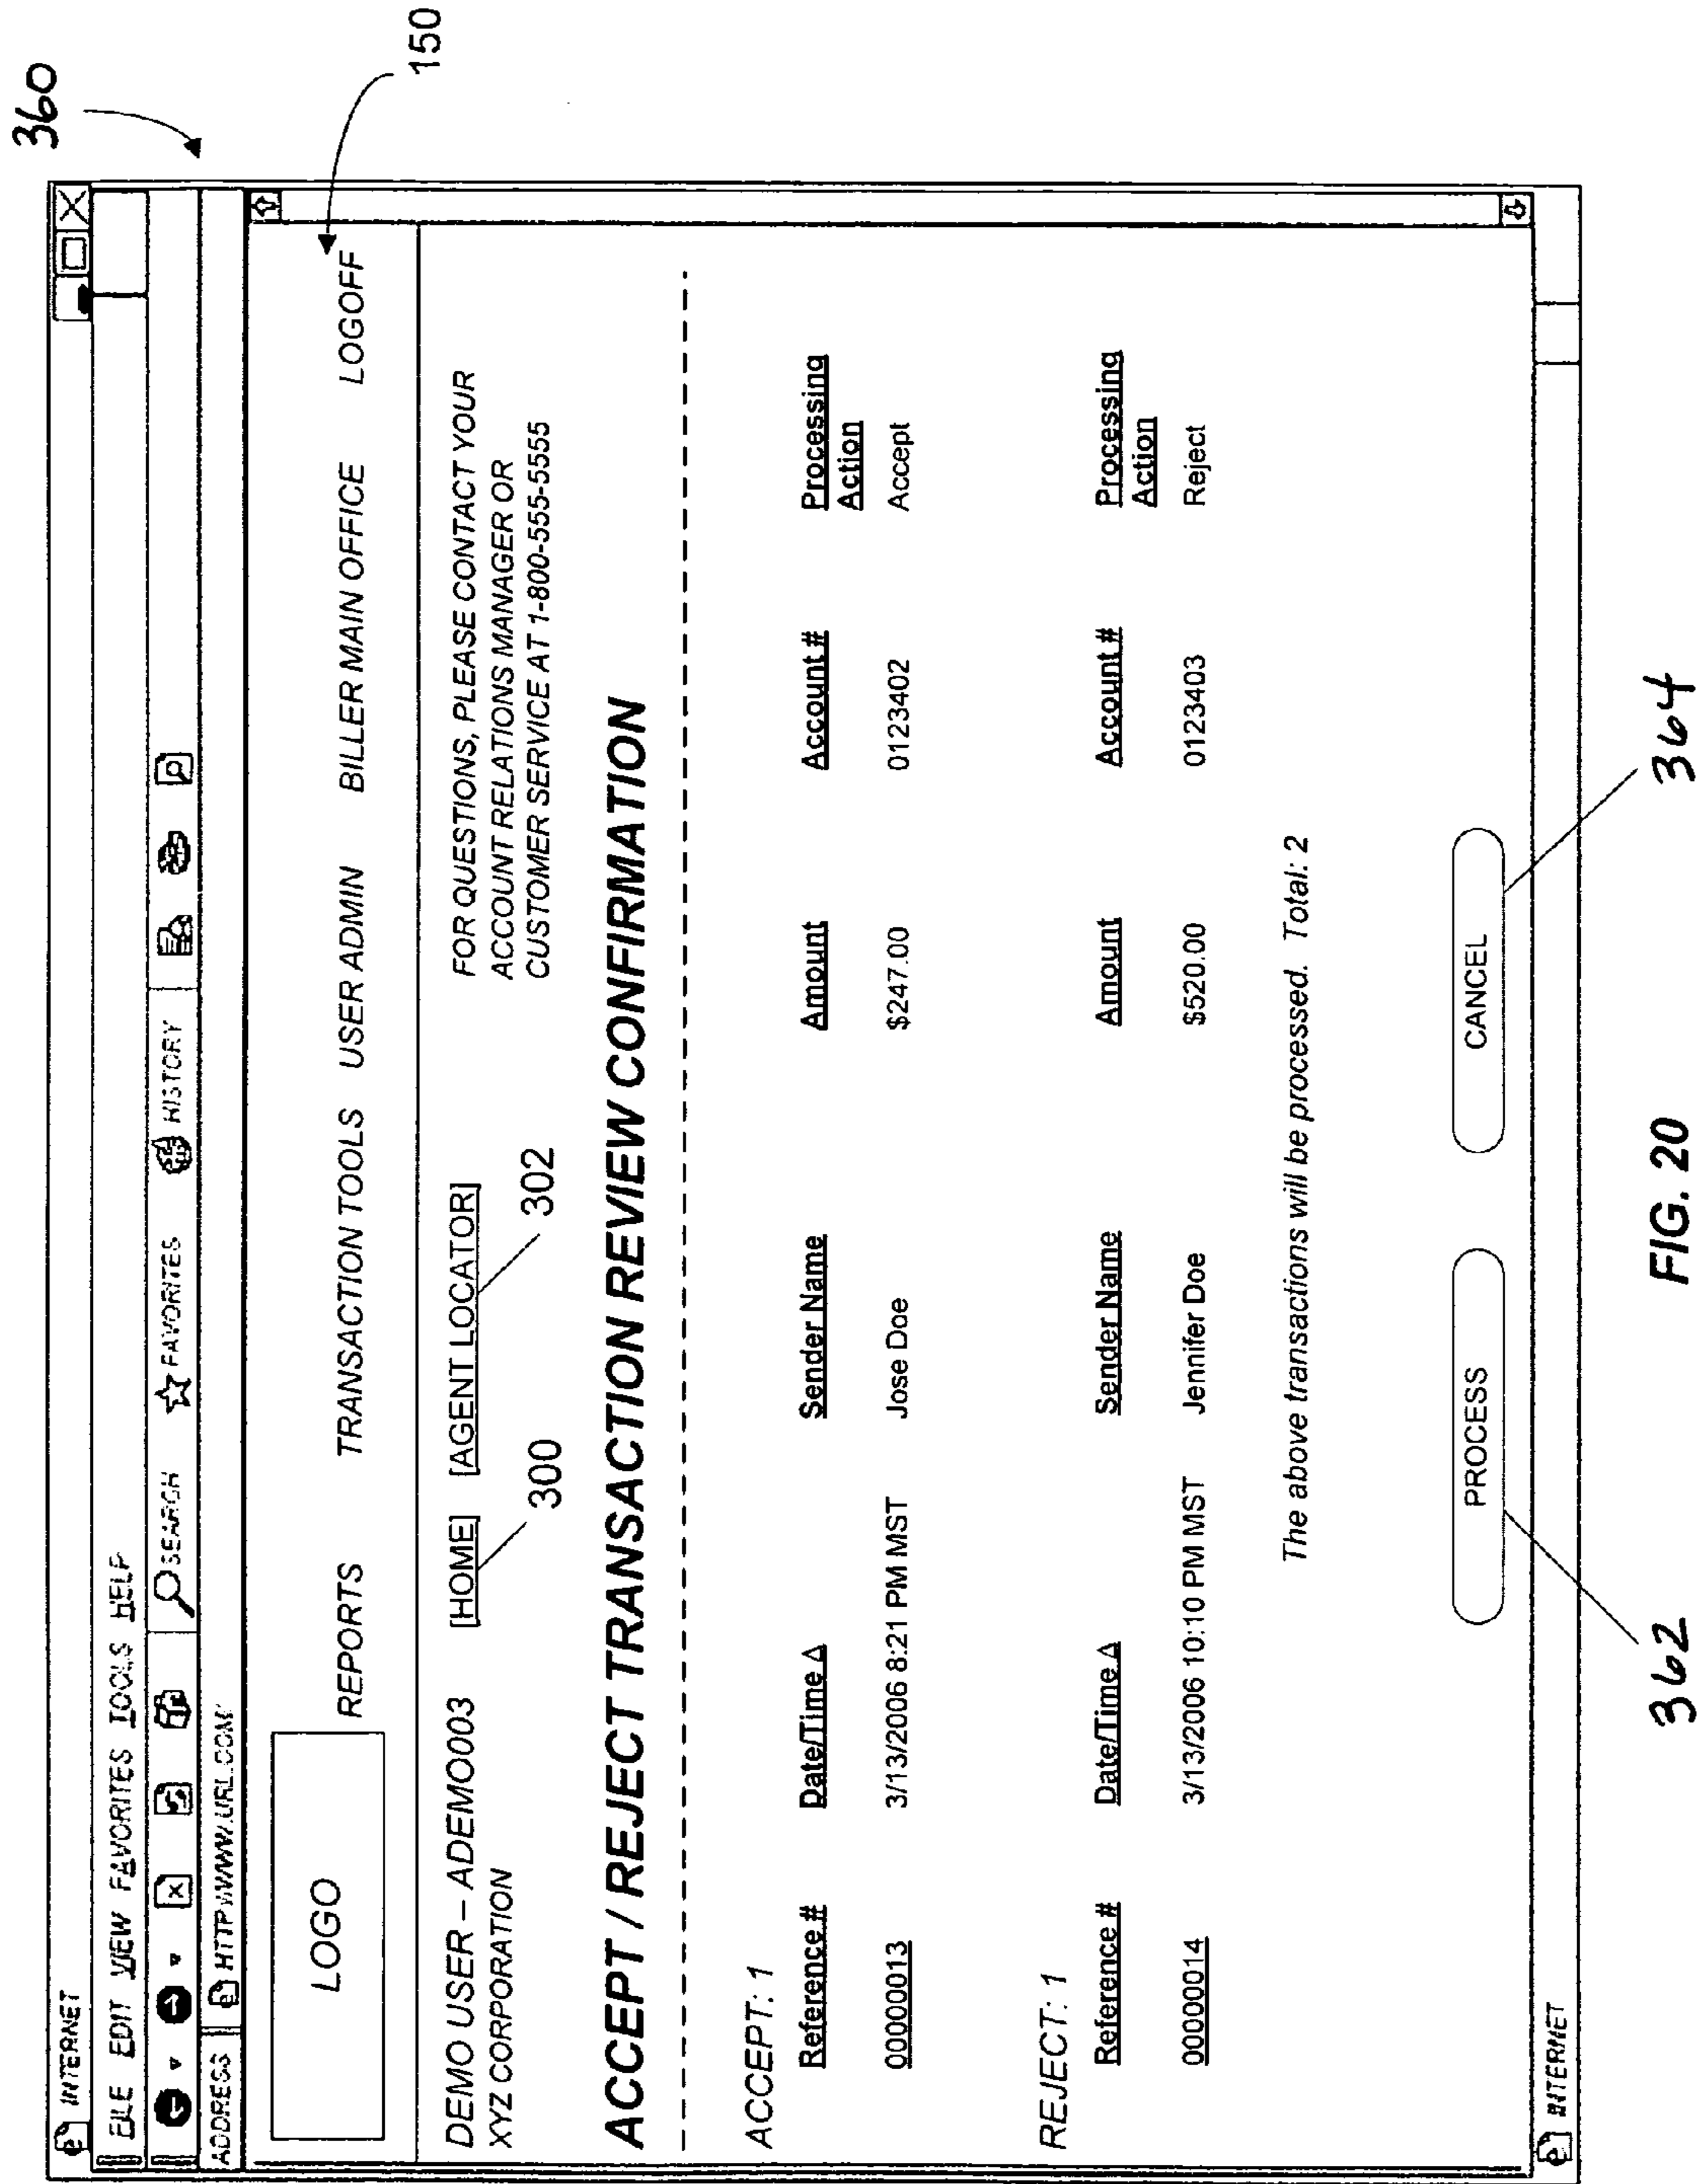 360
INTERNET
FILE EDIT VIEW FAVORITES TOOLS HELP
SEARCH FAVORITES HISTORY
ADDRESS HTTP:WWW.URL.COM
150
LOGO
REPORTS TRANSACTION TOOLS USER ADMIN BILLER MAIN OFFICE LOGOFF
DEMO USER – ADEMO003 [HOME] [AGENT LOCATOR] FOR QUESTIONS, PLEASE CONTACT YOUR
XYZ CORPORATION ACCOUNT RELATIONS MANAGER OR
300 302 CUSTOMER SERVICE AT 1-800-555-5555
ACCEPT / REJECT TRANSACTION REVIEW CONFIRMATION
ACCEPT: 1
Reference # Date/Time Δ Sender Name Amount Account # Processing
Action
00000013 3/13/2006 8:21 PM MST Jose Doe $247.00 0123402 Accept
REJECT: 1
Reference # Date/Time Δ Sender Name Amount Account # Processing
Action
00000014 3/13/2006 10:10 PM MST Jennifer Doe $520.00 0123403 Reject
The above transactions will be processed. Total: 2
PROCESS CANCEL
INTERNET
362 364
FIG. 20